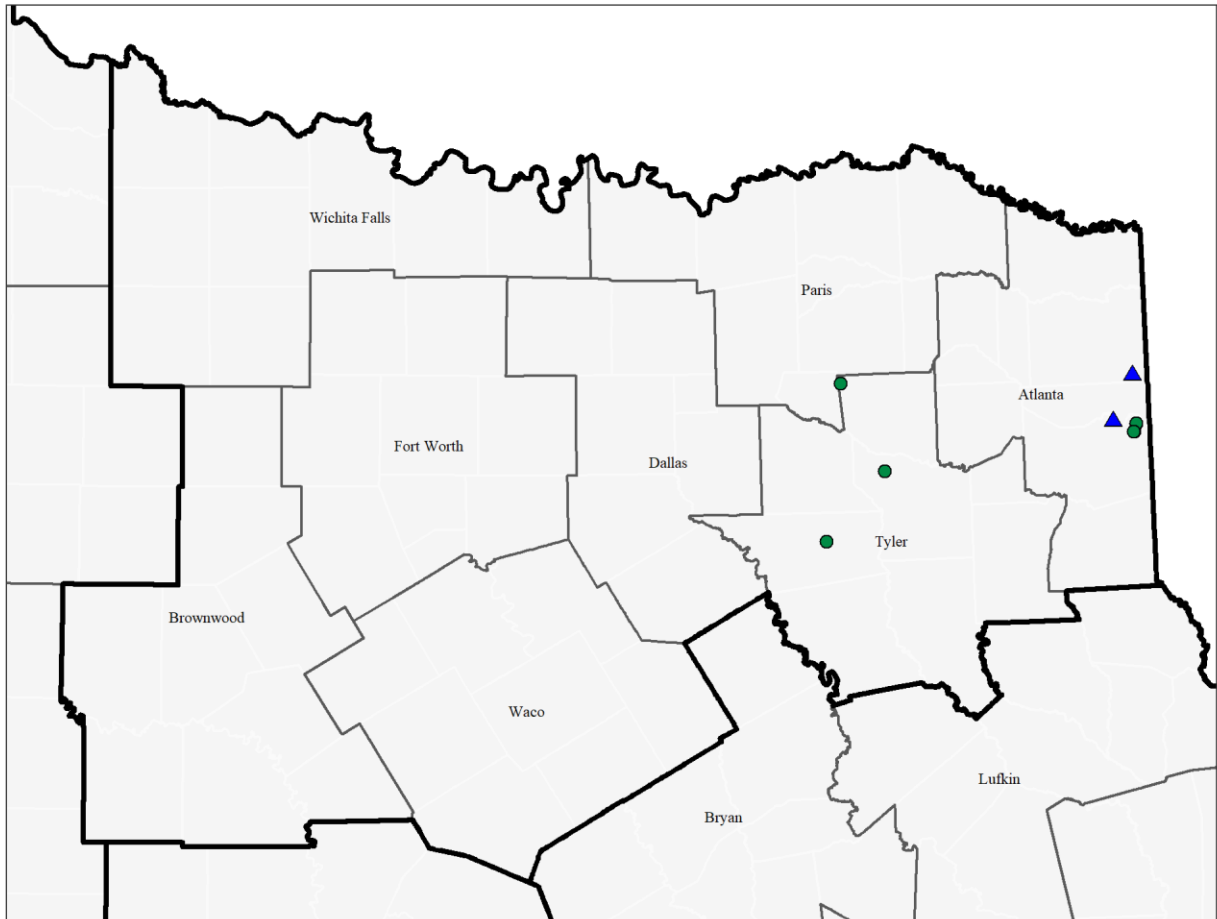 Wichita Falls
Paris
Atlanta
Fort Worth
Dallas
Tyler
Brownwood
Waco
Lufkin
Bryan